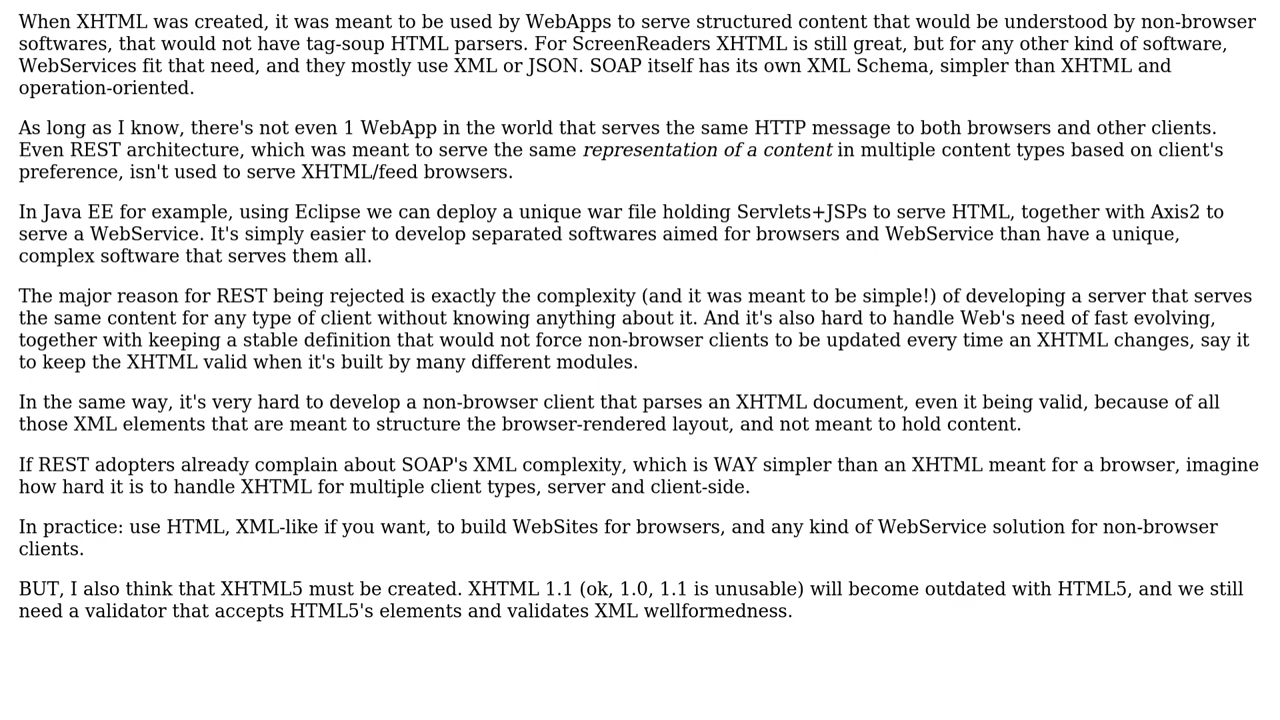 When XHTML was created, it was meant to be used by WebApps to serve structured content that would be understood by non-browser
softwares, that would not have tag-soup HTML parsers. For ScreenReaders XHTML is still great, but for any other kind of software,
WebServices fit that need, and they mostly use XML or JSON. SOAP itself has its own XML Schema, simpler than XHTML and
operation-oriented.
As long as I know, there's not even 1 WebApp in the world that serves the same HTTP message to both browsers and other clients.
Even REST architecture, which was meant to serve the same representation of a content in multiple content types based on client's
preference, isn't used to serve XHTML/feed browsers.
In Java EE for example, using Eclipse we can deploy a unique war file holding Servlets+JSPs to serve HTML, together with Axis2 to
serve a WebService. It's simply easier to develop separated softwares aimed for browsers and WebService than have a unique,
complex software that serves them all.
The major reason for REST being rejected is exactly the complexity (and it was meant to be simple!) of developing a server that serves
the same content for any type of client without knowing anything about it. And it's also hard to handle Web's need of fast evolving,
together with keeping a stable definition that would not force non-browser clients to be updated every time an XHTML changes, say it
to keep the XHTML valid when it's built by many different modules.
In the same way, it's very hard to develop a non-browser client that parses an XHTML document, even it being valid, because of all
those XML elements that are meant to structure the browser-rendered layout, and not meant to hold content.
If REST adopters already complain about SOAP's XML complexity, which is WAY simpler than an XHTML meant for a browser, imagine
how hard it is to handle XHTML for multiple client types, server and client-side.
In practice: use HTML, XML-like if you want, to build WebSites for browsers, and any kind of WebService solution for non-browser
clients.
BUT, I also think that XHTML5 must be created. XHTML 1.1 (ok, 1.0, 1.1 is unusable) will become outdated with HTML5, and we still
need a validator that accepts HTML5's elements and validates XML wellformedness.